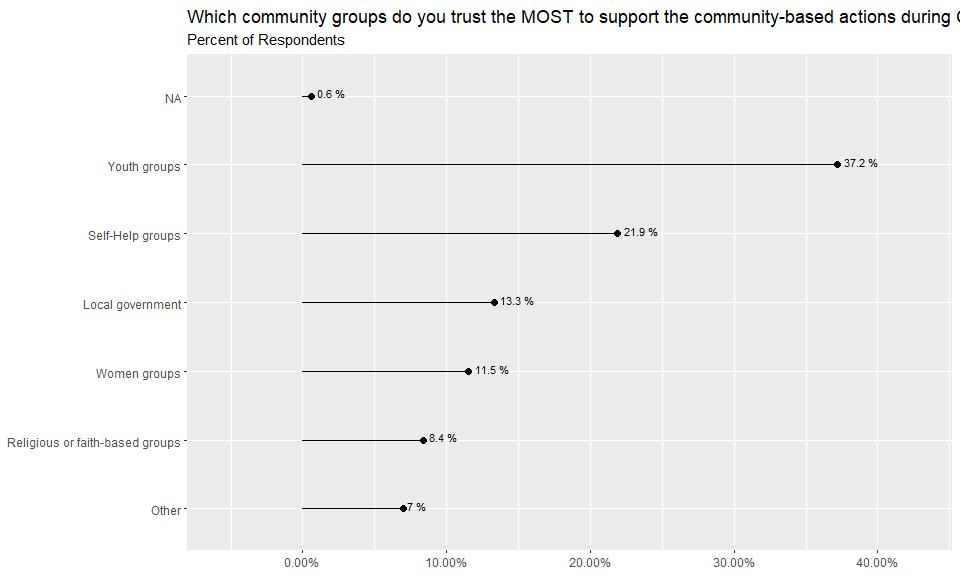 Which community groups do you trust the MOST to support the community-based actions during
Percent of Respondents
NA
0.6 %
Youth groups
37.2 %
Self-Help groups
21.9 %
Local government
13.3 %
Women groups
11.5 %
Religious or faith-based groups
8.4 %
Other
7 %
0.00%
10.00%
20.00%
30.00%
40.00%